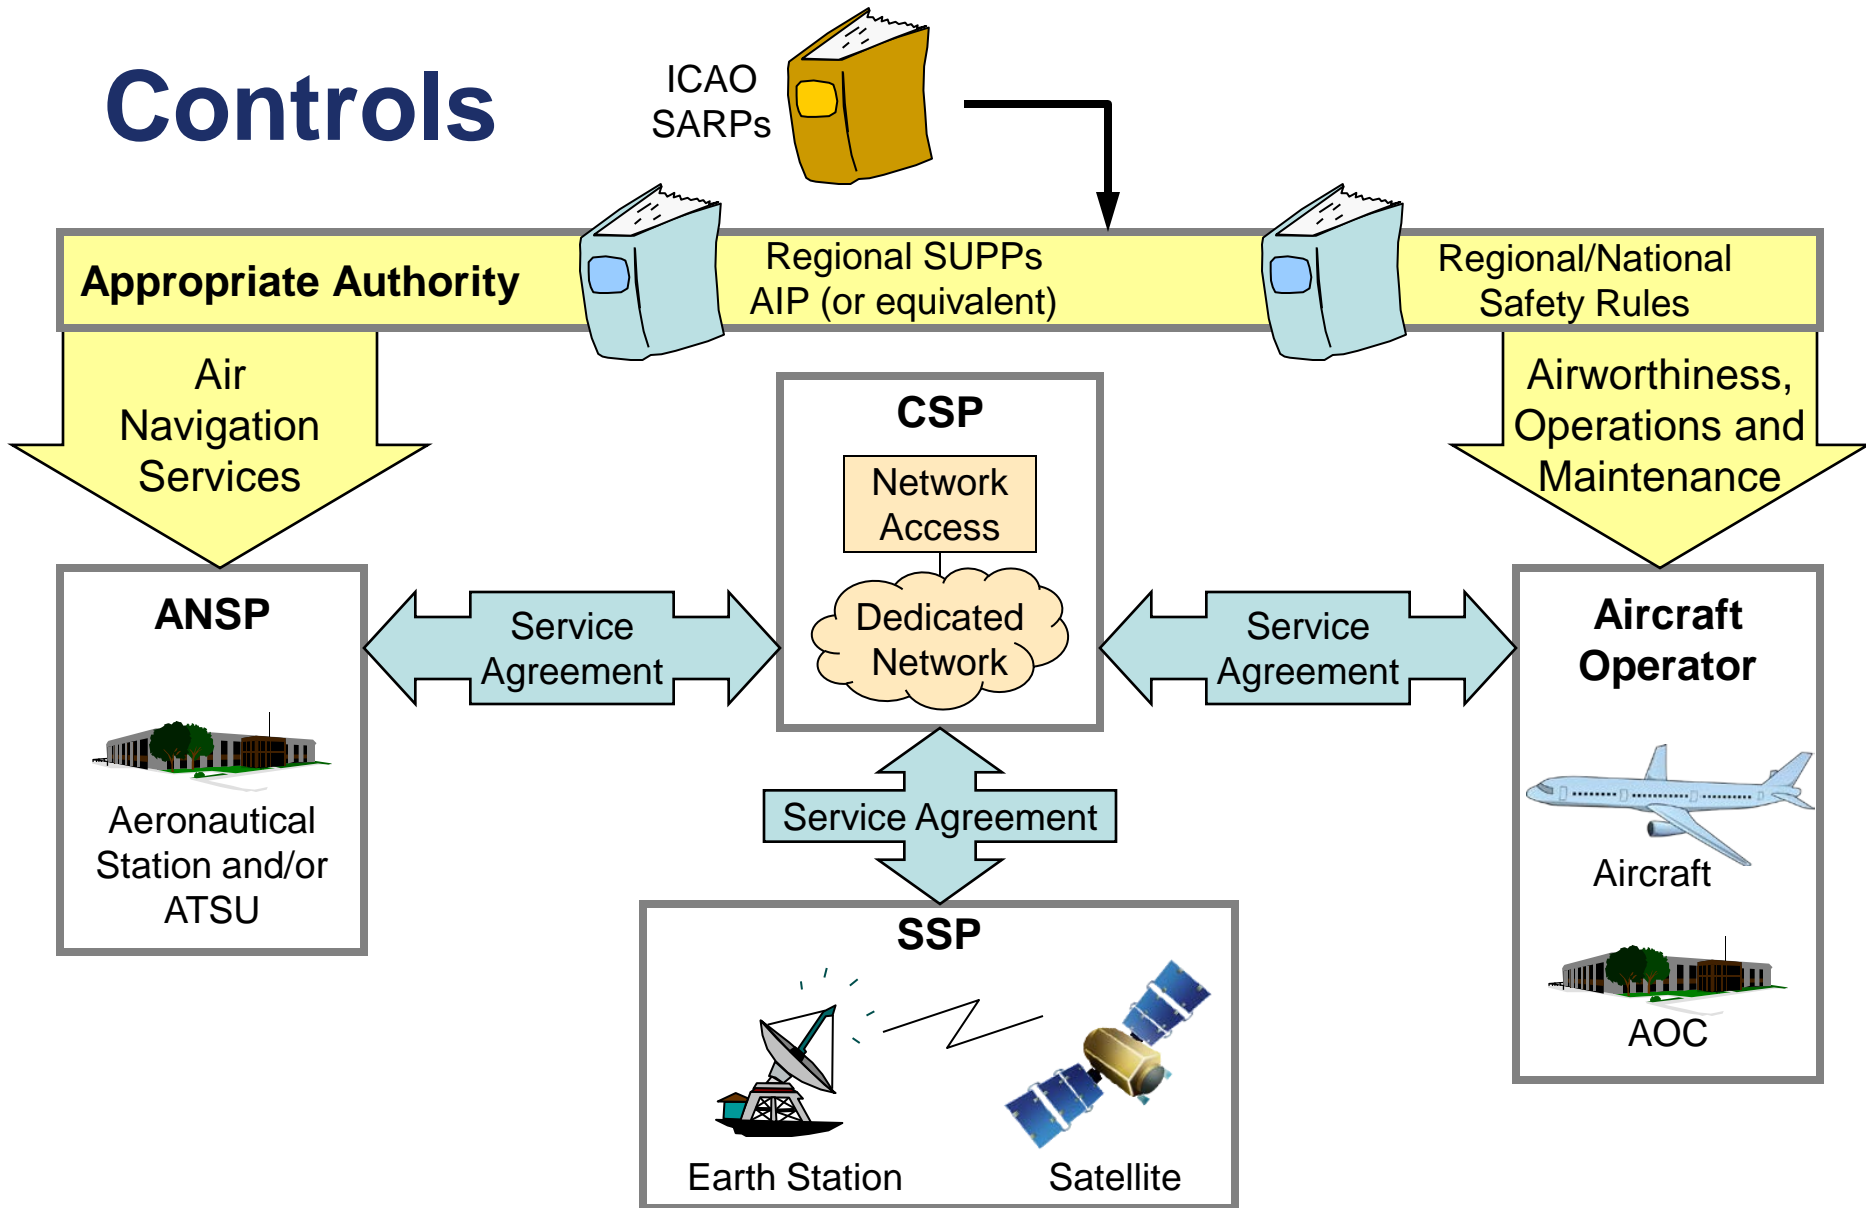 Controls
ICAO
SARPs
Appropriate Authority
Regional SUPPs
AIP (or equivalent)
Regional/National
Safety Rules
Air
Navigation
Services
Airworthiness,
Operations and
Maintenance
CSP
Network
Access
Dedicated
Network
ANSP
Service
Agreement
Service
Agreement
Aircraft
Operator
Aeronautical
Station and/or
ATSU
Service Agreement
Aircraft
AOC
SSP
Earth Station
Satellite